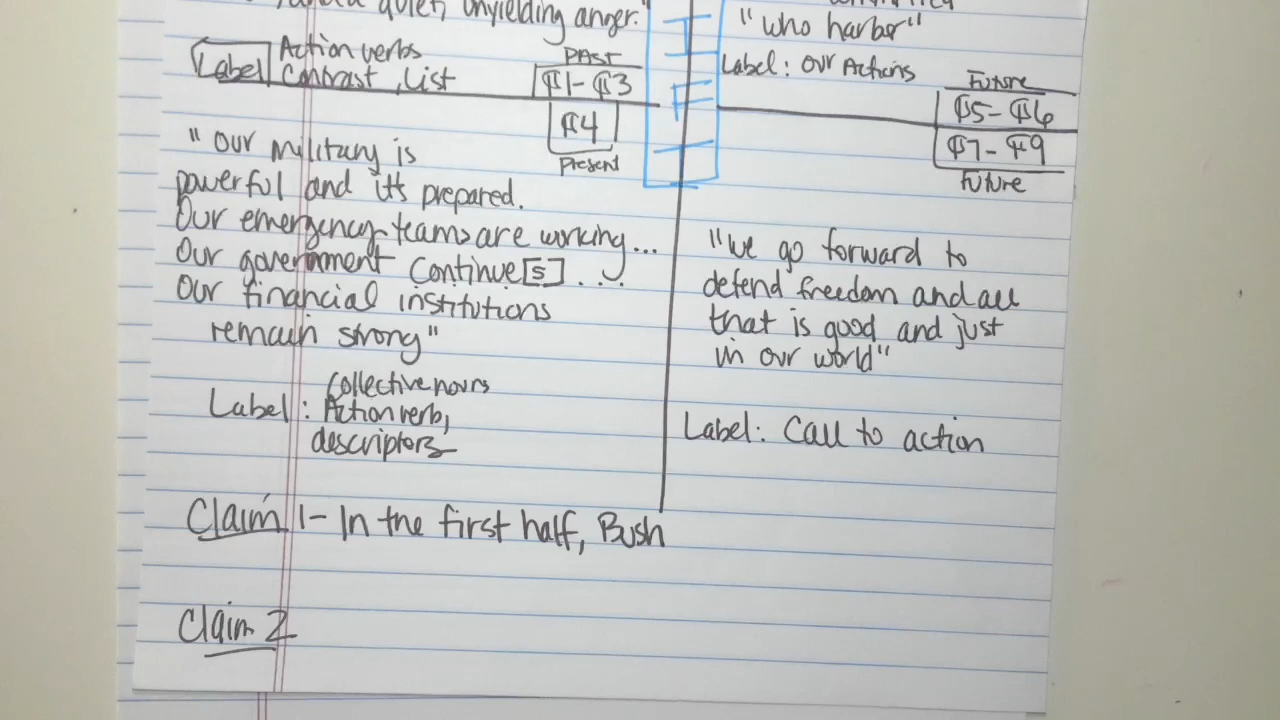 quiet, unyielding anger."
Label Action verbs
Contrast, List
PAST
¶1-¶3
¶4
Present
"Our military is
powerful and it's prepared.
Our emergency teams are working...
Our government continue[s]...
Our financial institutions
remain strong"
Collective nouns
Label: Action verb,
descriptors
I
F
"who harbor"
Label: Our Actions
Future
¶5-¶6
¶7-¶9
Future
"We go forward to
defend freedom and all
that is good and just
in our world"
Label: Call to action
Claim 1- In the first half, Bush
Claim 2